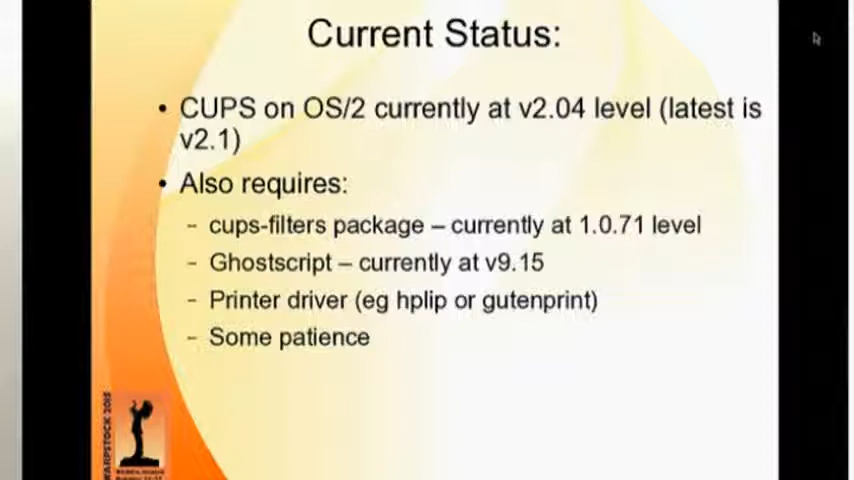 Current Status:
• CUPS on OS/2 currently at v2.04 level (latest is
v2.1)
• Also requires:
– cups-filters package – currently at 1.0.71 level
– Ghostscript – currently at v9.15
– Printer driver (eg hplip or gutenprint)
– Some patience
WARPSTOCK 2015